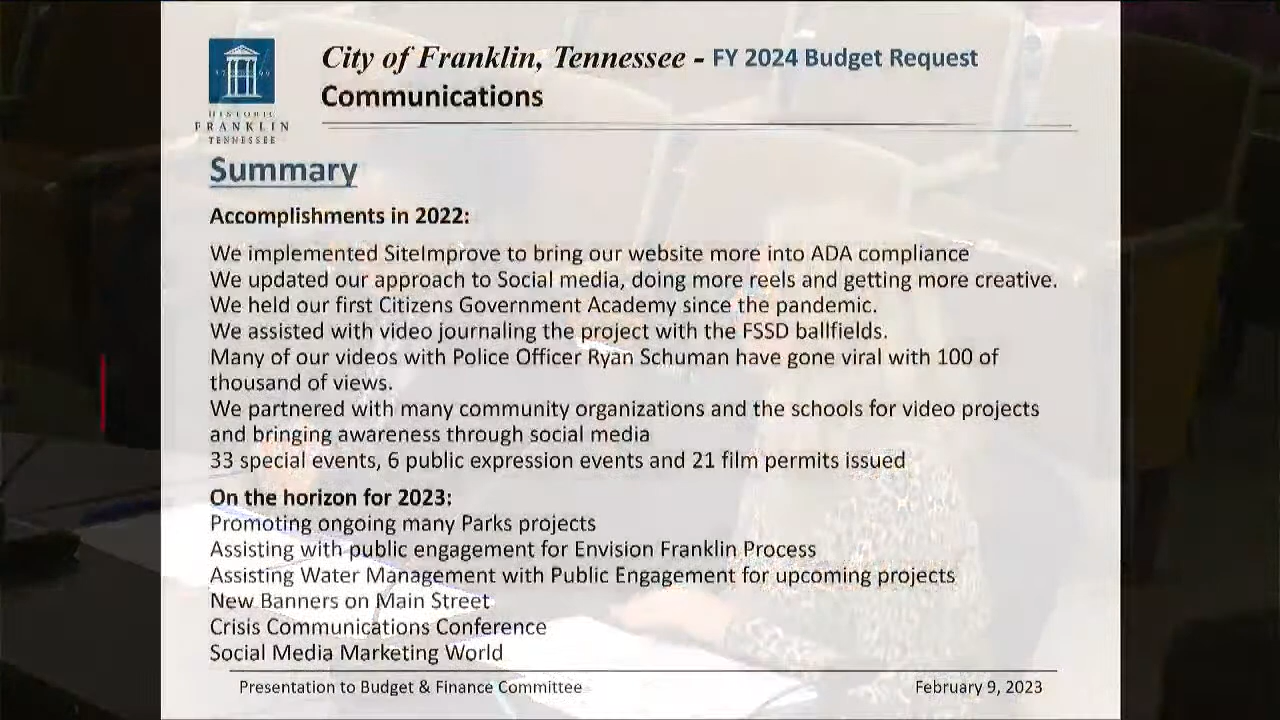 City of Franklin, Tennessee - FY 2024 Budget Request
Communications
HISTORIC
FRANKLIN
TENNESSEE
Summary
Accomplishments in 2022:
We implemented SiteImprove to bring our website more into ADA compliance
We updated our approach to Social media, doing more reels and getting more creative.
We held our first Citizens Government Academy since the pandemic.
We assisted with video journaling the project with the FSSD ballfields.
Many of our videos with Police Officer Ryan Schuman have gone viral with 100 of
thousand of views.
We partnered with many community organizations and the schools for video projects
and bringing awareness through social media
33 special events, 6 public expression events and 21 film permits issued
On the horizon for 2023:
Promoting ongoing many Parks projects
Assisting with public engagement for Envision Franklin Process
Assisting Water Management with Public Engagement for upcoming projects
New Banners on Main Street
Crisis Communications Conference
Social Media Marketing World
Presentation to Budget & Finance Committee
February 9, 2023